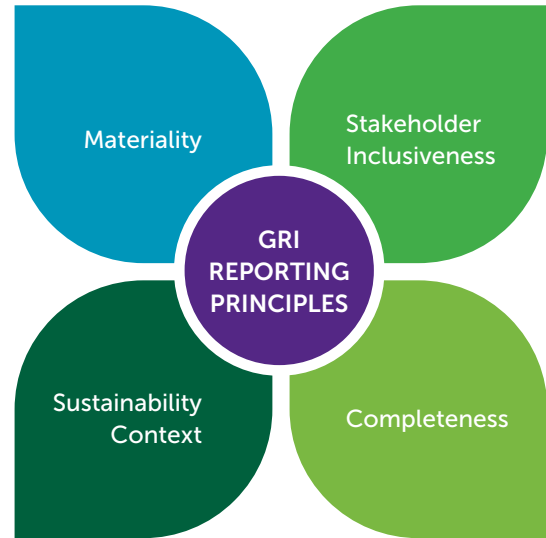 Materiality
Stakeholder
Inclusiveness
GRI
REPORTING
PRINCIPLES
Sustainability
Context
Completeness